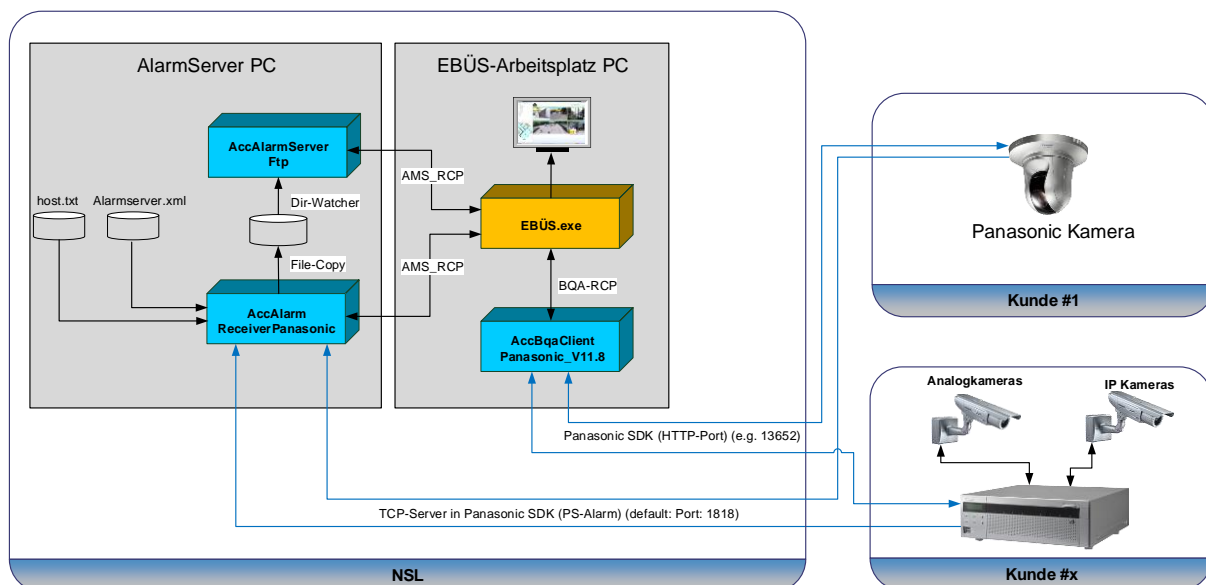 AlarmServer PC
EBÜS-Arbeitsplatz PC
AccAlarmServer
Ftp
AMS_RCP
host.txt
Alarmserver.xml
Dir-Watcher
EBÜS.exe
File-Copy
AMS_RCP
BQA-RCP
AccAlarm
ReceiverPanasonic
AccBqaClient
Panasonic_V11.8
Panasonic SDK (HTTP-Port) (e.g. 13652)
TCP-Server in Panasonic SDK (PS-Alarm) (default: Port: 1818)
NSL
Panasonic Kamera
Kunde #1
Analogkameras
IP Kameras
Kunde #x